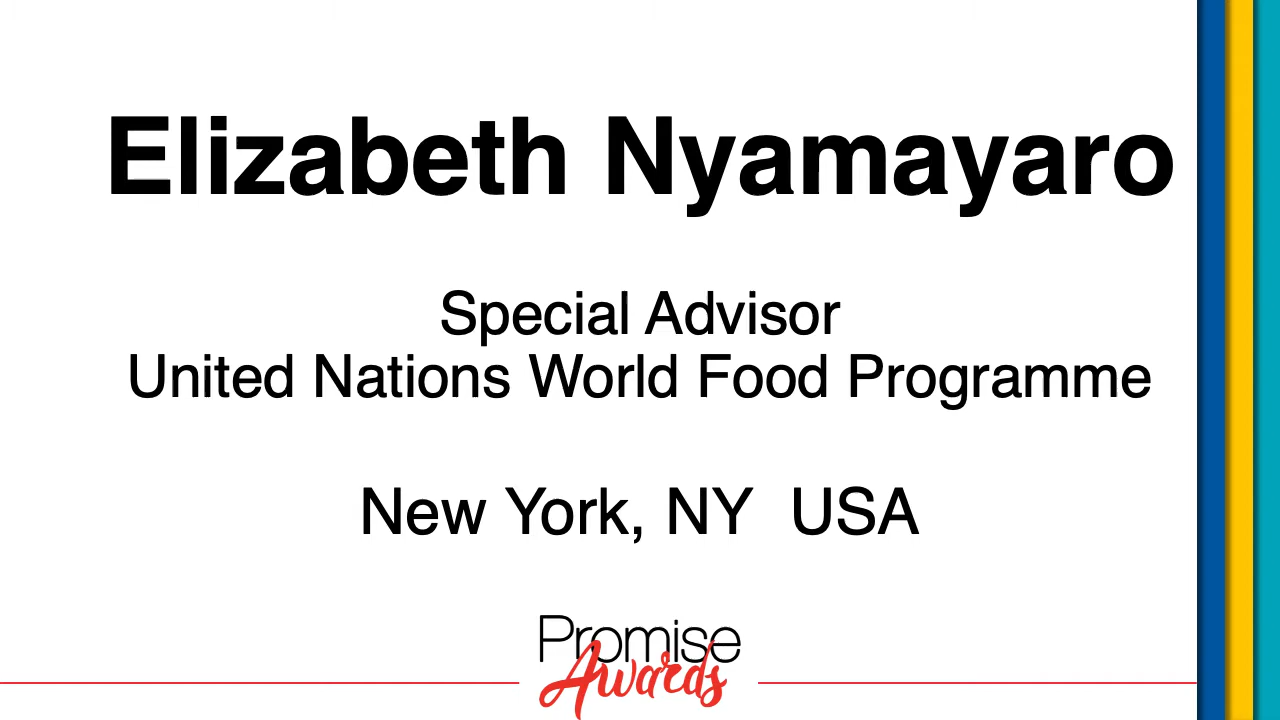 Elizabeth Nyamayaro
Special Advisor
United Nations World Food Programme
New York, NY  USA
Promise
Awards